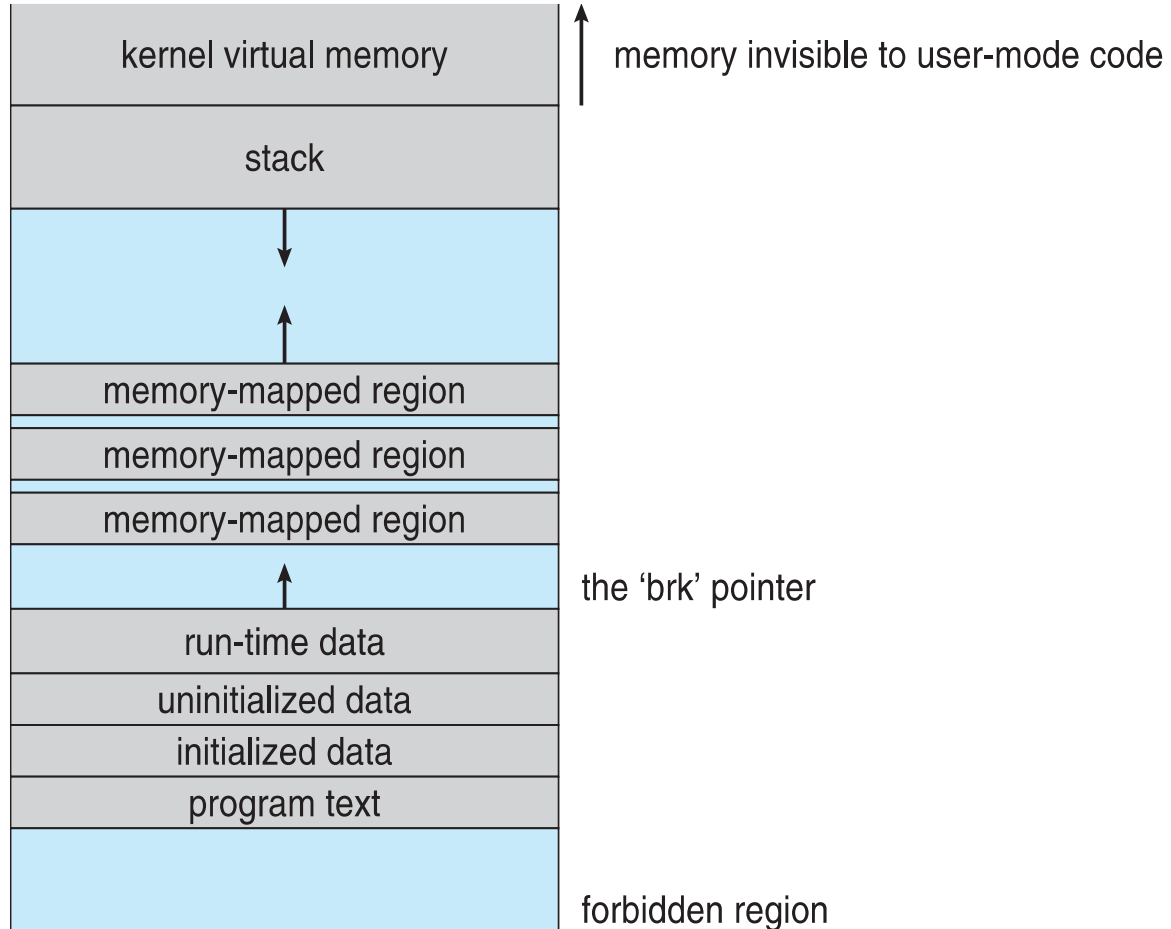 kernel virtual memory
memory invisible to user-mode code
stack
memory-mapped region
memory-mapped region
memory-mapped region
the ‘brk’ pointer
run-time data
uninitialized data
initialized data
program text
forbidden region